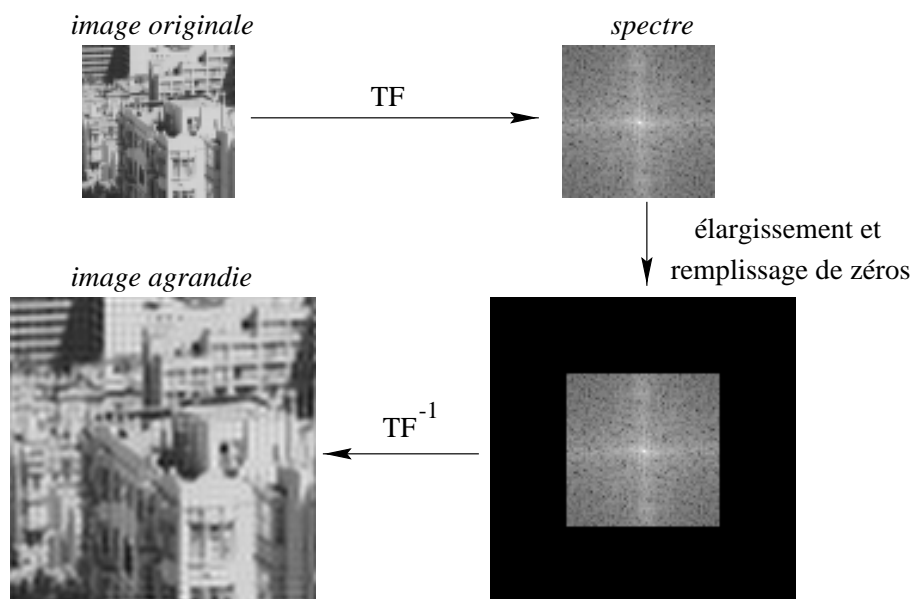 image originale
spectre
TF
élargissement et
remplissage de zéros
image agrandie
TF⁻¹